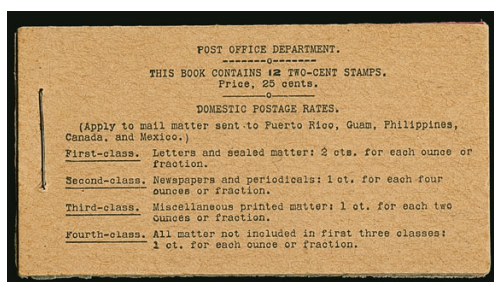 POST OFFICE DEPARTMENT.
-------o-------
THIS BOOK CONTAINS 12 TWO-CENT STAMPS.
Price, 25 cents.
-------o-------
DOMESTIC POSTAGE RATES.
(Apply to mail matter sent to Puerto Rico, Guam, Philippines,
Canada, and Mexico.)
First-class. Letters and sealed matter: 2 cts. for each ounce or
fraction.
Second-class. Newspapers and periodicals: 1 ct. for each four
ounces or fraction.
Third-class. Miscellaneous printed matter: 1 ct. for each two
ounces or fraction.
Fourth-class. All matter not included in first three classes:
1 ct. for each ounce or fraction.